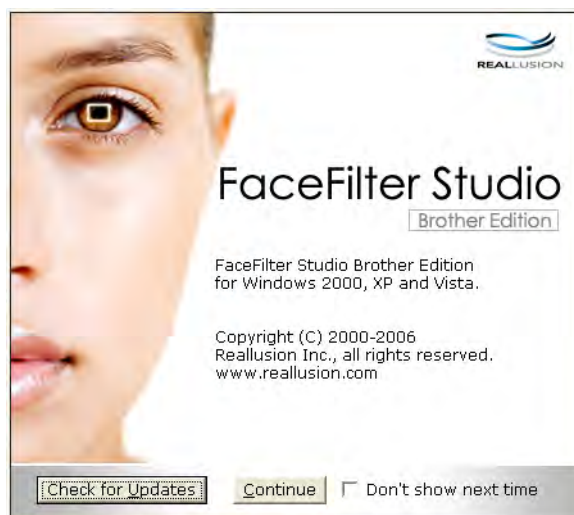 REALLUSION
FaceFilter Studio
Brother Edition
FaceFilter Studio Brother Edition
for Windows 2000, XP and Vista.
Copyright (C) 2000-2006
Reallusion Inc., all rights reserved.
www.reallusion.com
Check for Updates
Continue
Don't show next time